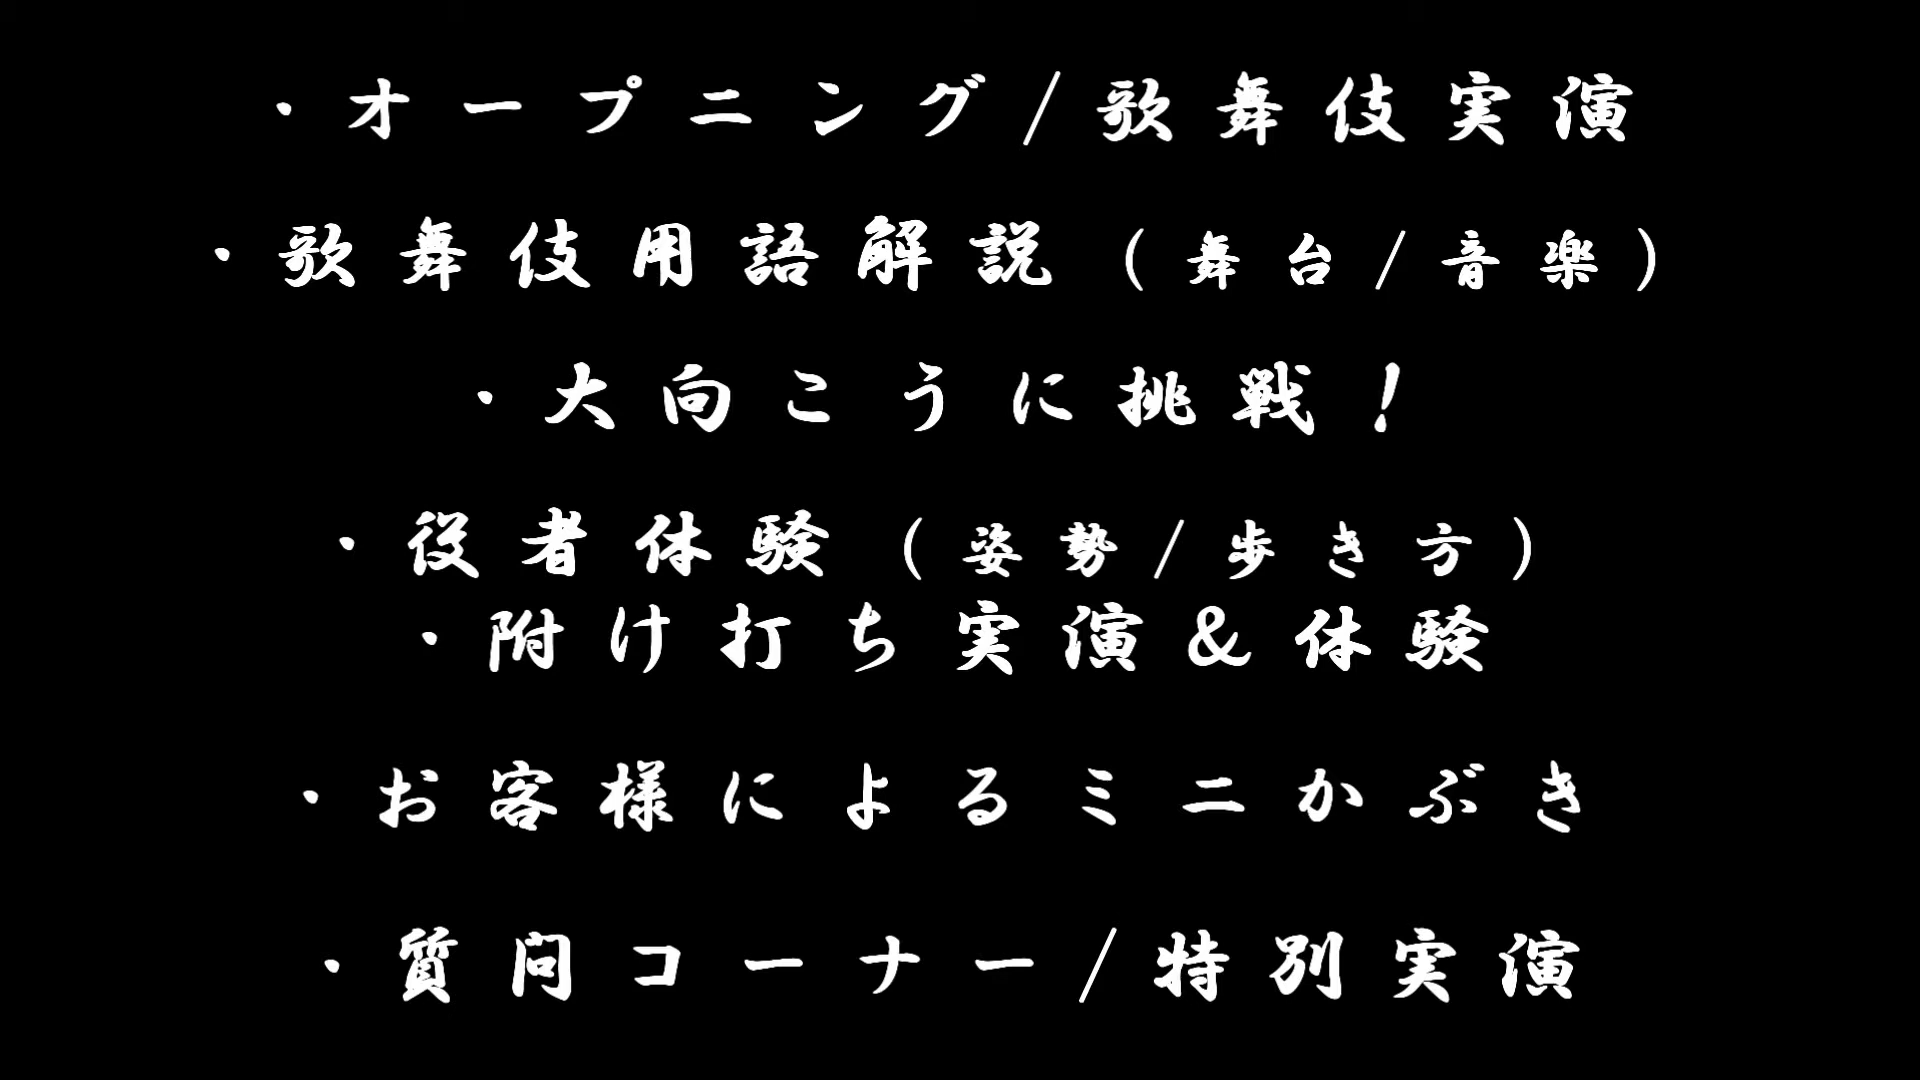 ・オープニング/歌舞伎実演
・歌舞伎用語解説(舞台/音楽)
・大向こうに挑戦!
・役者体験(姿勢/歩き方)
・附け打ち実演&体験
・お客様によるミニかぶき
・質問コーナー/特別実演